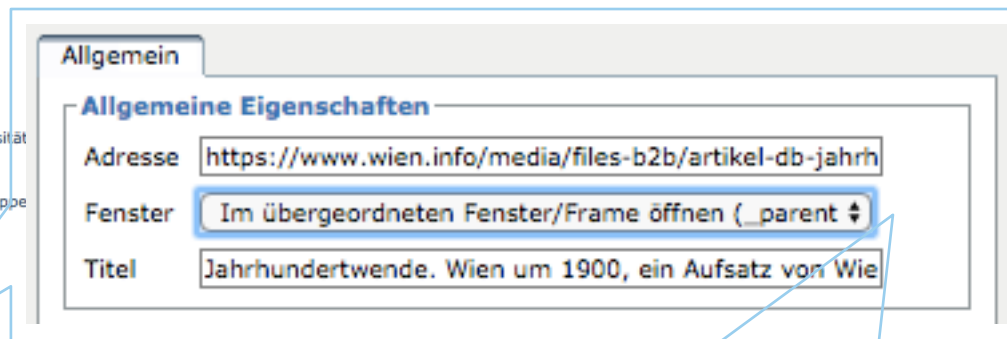 Allgemein
Allgemeine Eigenschaften
Adresse https://www.wien.info/media/files-b2b/artikel-db-jahrh
Fenster Im übergeordneten Fenster/Frame öffnen (_parent
Titel Jahrhundertwende. Wien um 1900, ein Aufsatz von Wie